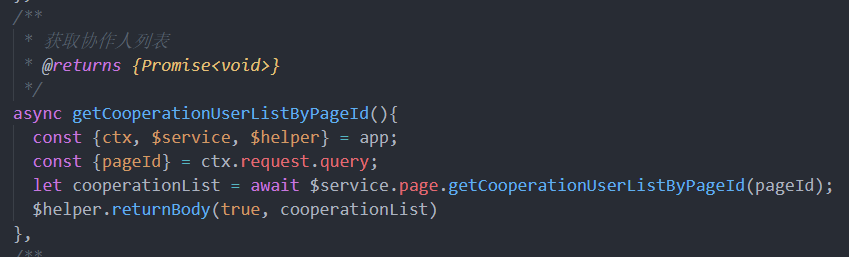 /**
 * 获取协作人列表
 * @returns {Promise<void>}
 */
async getCooperationUserListByPageId(){
  const {ctx, $service, $helper} = app;
  const {pageId} = ctx.request.query;
  let cooperationList = await $service.page.getCooperationUserListByPageId(pageId);
  $helper.returnBody(true, cooperationList)
},
/**